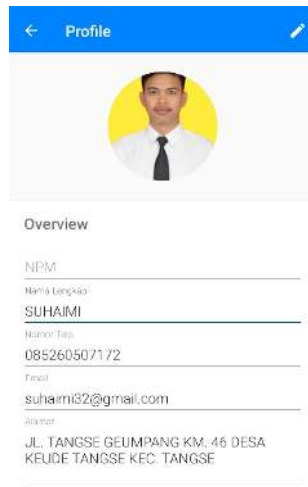 Profile
Overview
NPM
Nama Lengkap
SUHAIMI
Nomor Telp
085260507172
Email
suhaimi32@gmail.com
Alamat
JL. TANGSE GEUMPANG KM. 46 DESA
KEUDE TANGSE KEC. TANGSE